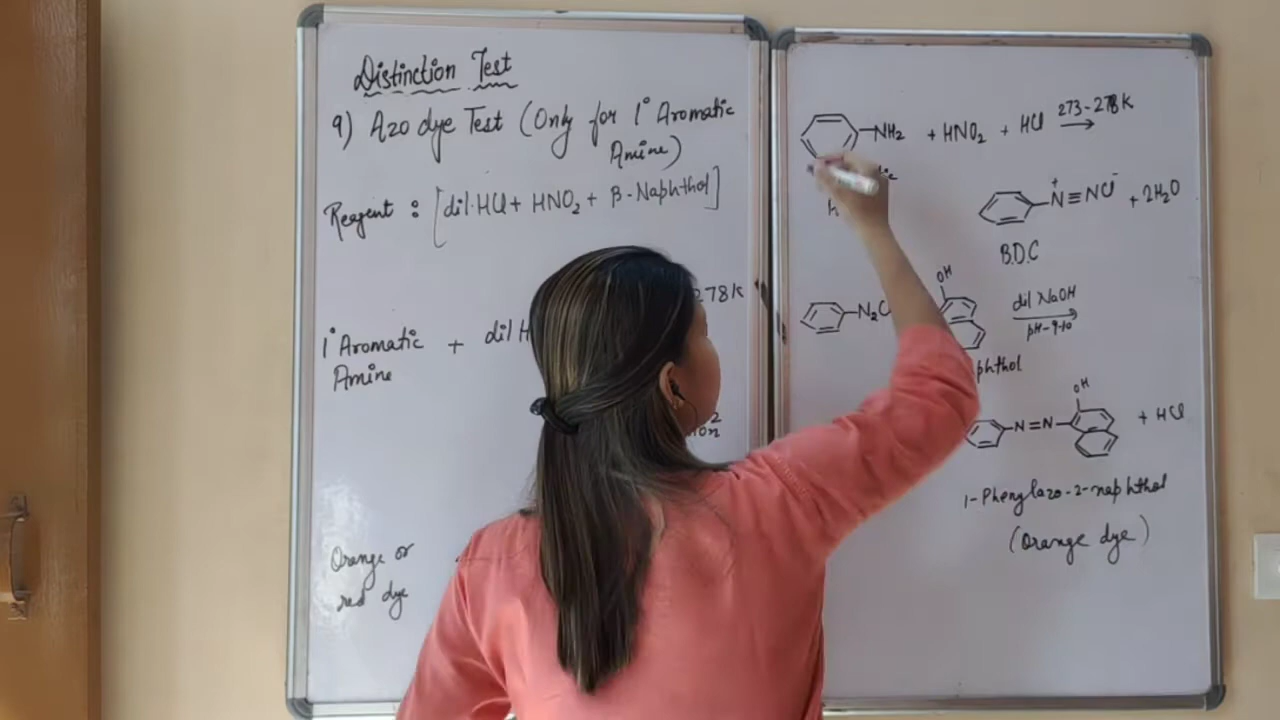 Distinction Test
9) Azo dye Test (Only for 1° Aromatic
Amine)
Reagent : [dil.HCl + HNO₂ + β-Naphthol]
278K
1° Aromatic + dil
Amine
Orange or
red dye
-NH₂ + HNO₂ + HCl 273-278K →
-N⁺≡NCl⁻ + 2H₂O
B.D.C
OH
-N₂C dil NaOH →
pH-9-10
phthol
OH
-N=N- + HCl
1-Phenylazo-2-naphthol
(Orange dye)